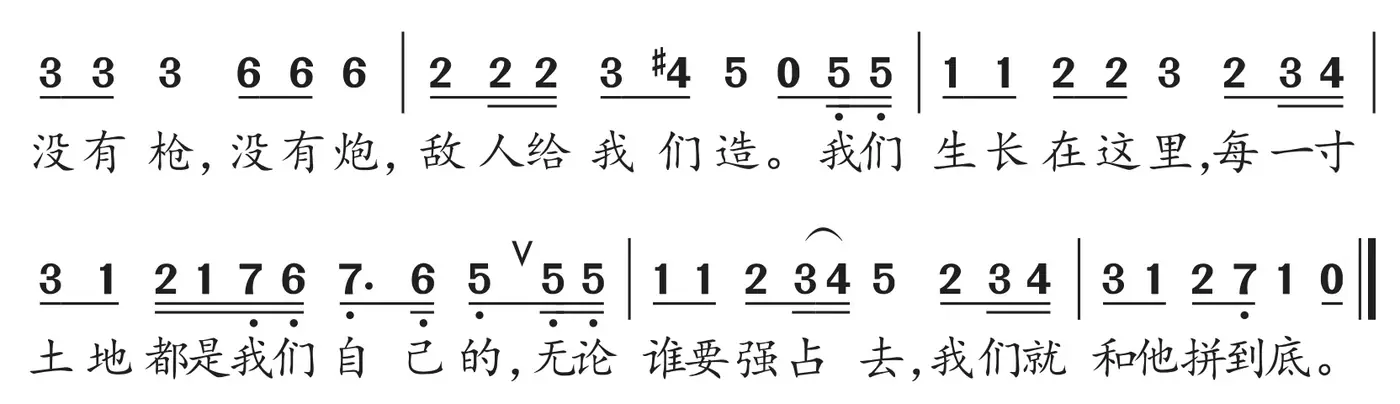 3 3 3 6 6 6 | 2 2 2 3 #4 5 0 5 5 | 1 1 2 2 3 2 3 4 |
没有枪,没有炮,敌人给我们造。我们生长在这里,每一寸
3 1 2 1 7 6 7. 6 5 ∨ 5 5 | 1 1 2 3 4 5 2 3 4 | 3 1 2 7 1 0 ‖
土地都是我们自己的,无论谁要强占去,我们就和他拼到底。